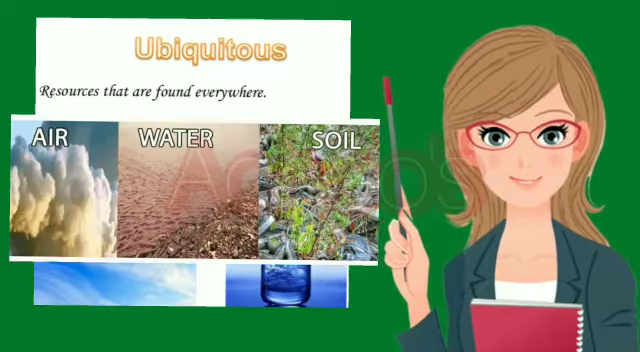 Ubiquitous
Resources that are found everywhere.
AIR WATER SOIL